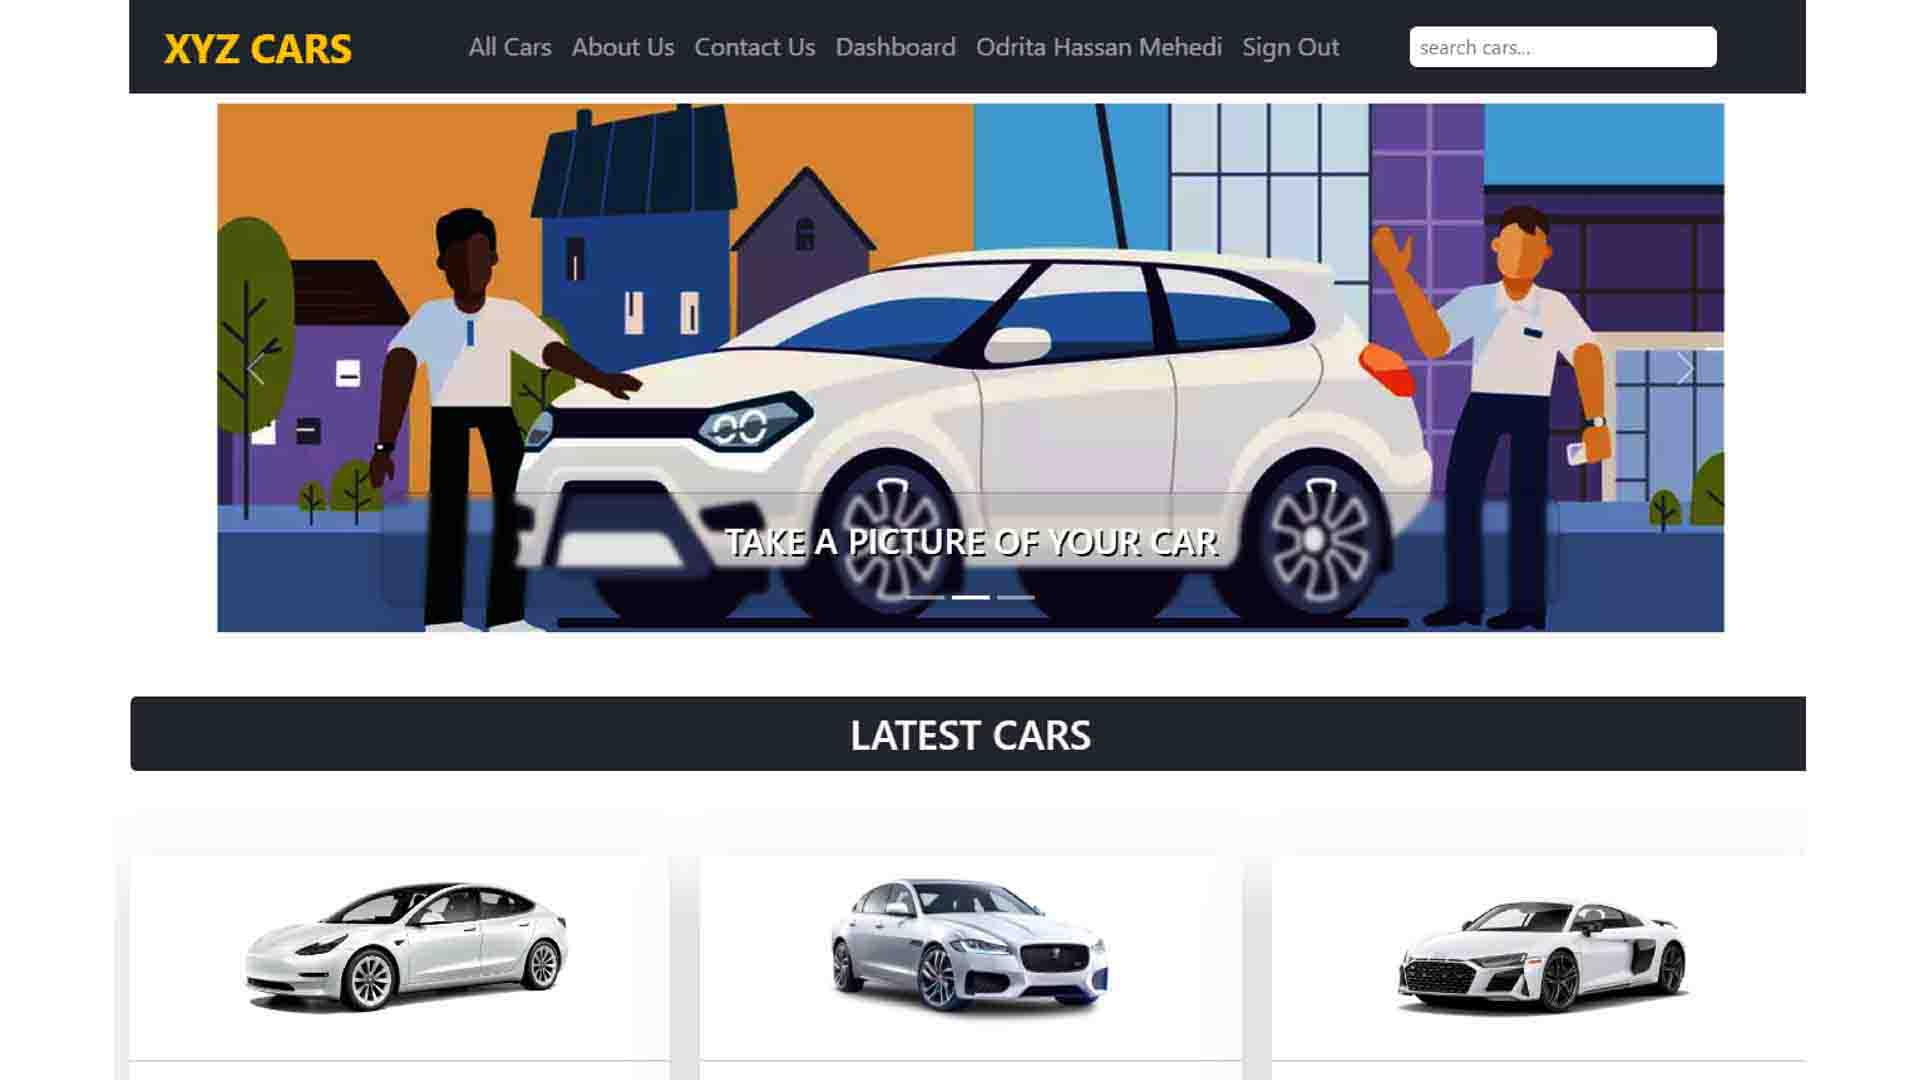 XYZ CARS
All Cars About Us Contact Us Dashboard Odrita Hassan Mehedi Sign Out
search cars...
TAKE A PICTURE OF YOUR CAR
LATEST CARS